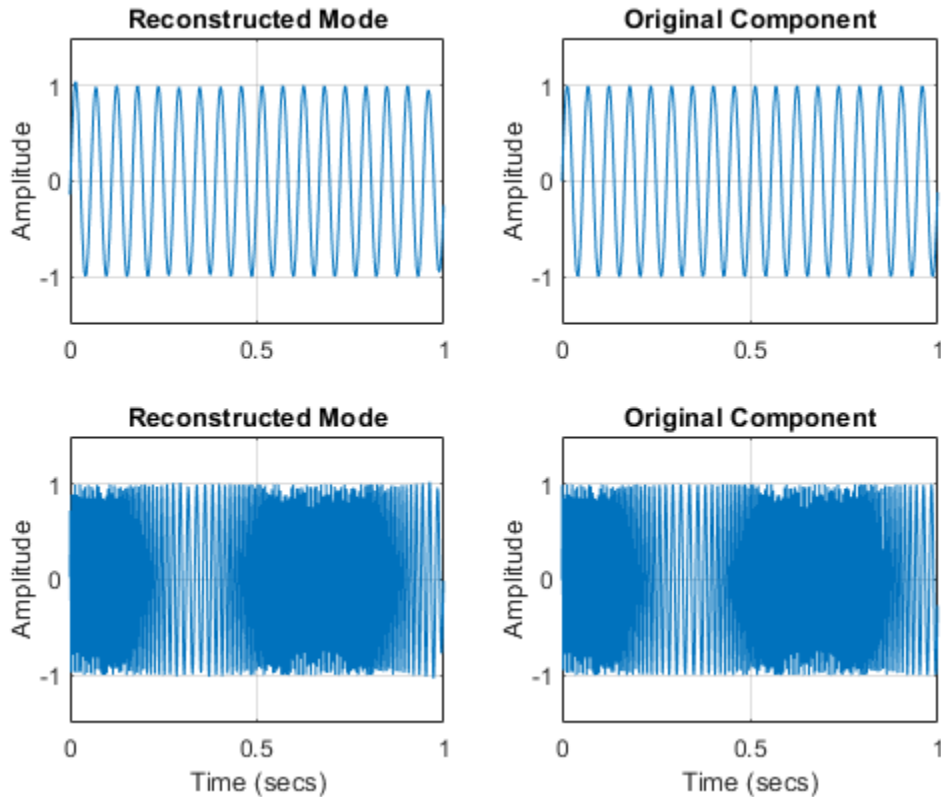 Reconstructed Mode
Original Component
Amplitude
1
0
-1
0
0.5
1
Amplitude
1
0
-1
0
0.5
1
Reconstructed Mode
Original Component
Amplitude
1
0
-1
0
0.5
1
Time (secs)
Amplitude
1
0
-1
0
0.5
1
Time (secs)